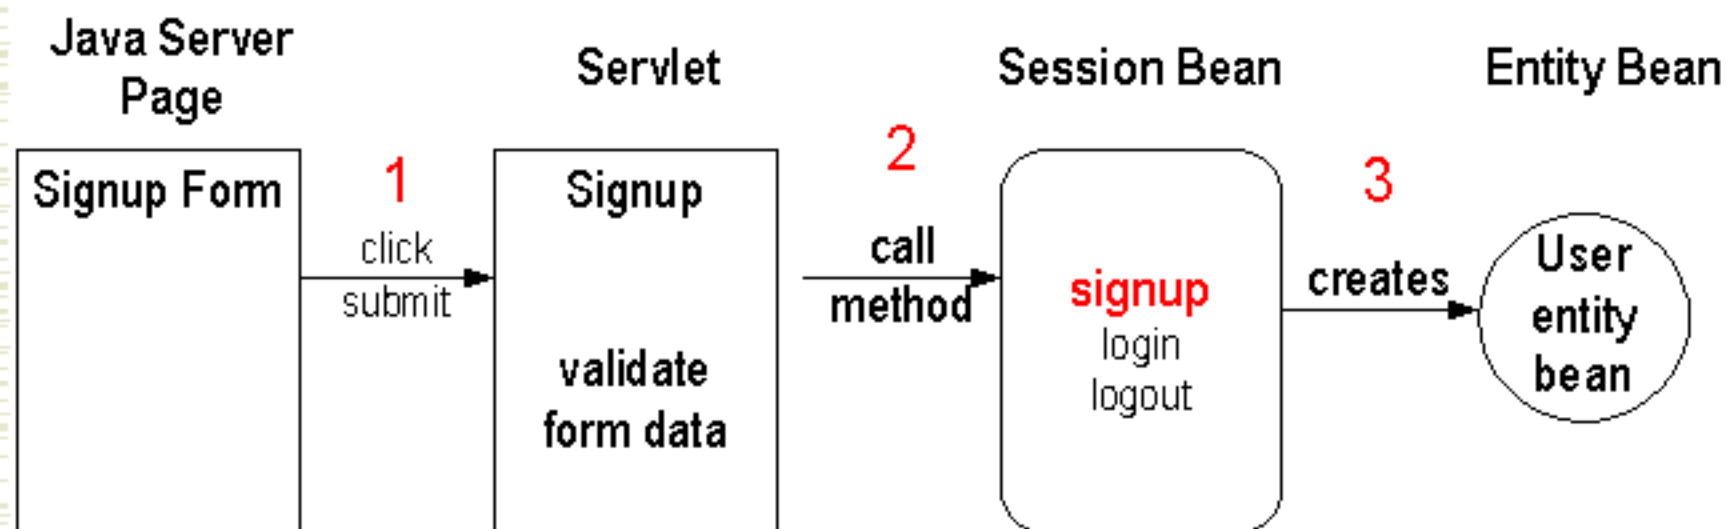 Java Server
Page
Servlet
Session Bean
Entity Bean
Signup Form
1
click
submit
Signup
validate
form data
2
call
method
signup
login
logout
3
creates
User
entity
bean